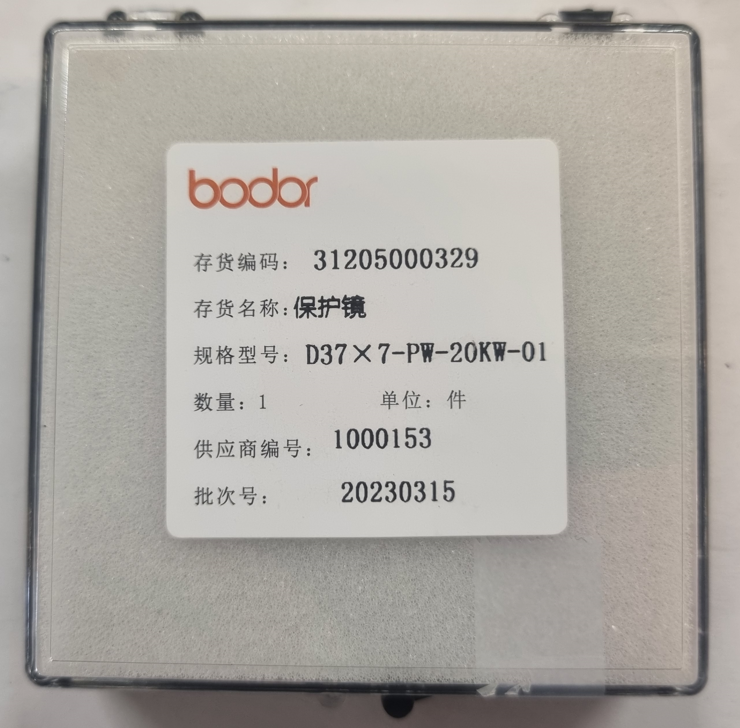 bodor
存货编码： 31205000329
存货名称：保护镜
规格型号： D37×7-PW-20KW-01
数量：1 单位：件
供应商编号： 1000153
批次号： 20230315